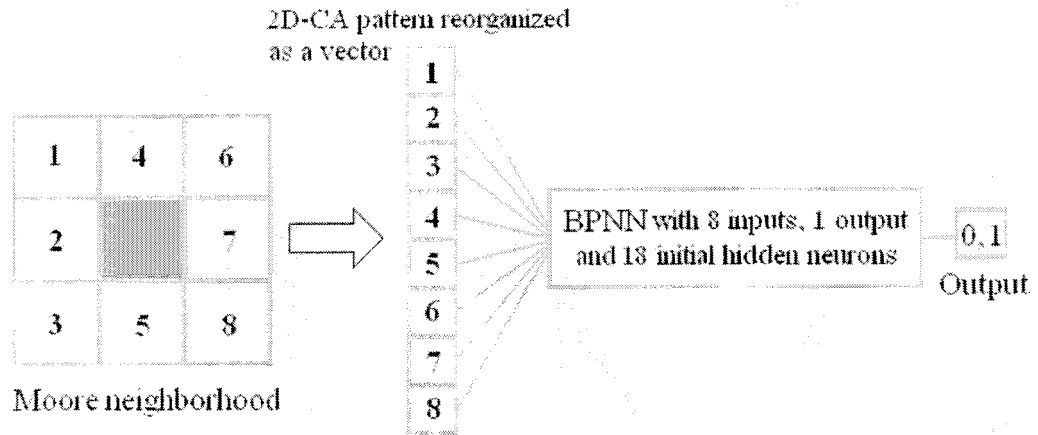 2D-CA pattern reorganized
as a vector
1 4 6
2 7
3 5 8
Moore neighborhood
1
2
3
4
5
6
7
8
BPNN with 8 inputs, 1 output
and 18 initial hidden neurons
0, 1
Output